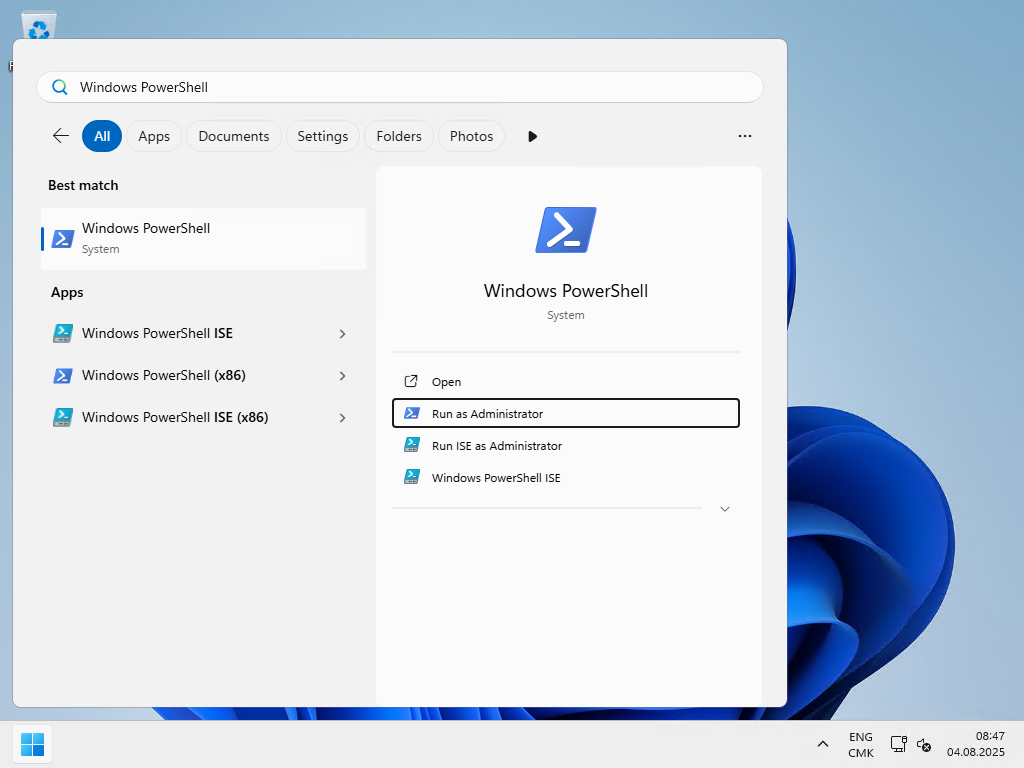 Windows PowerShell
All
Apps
Documents
Settings
Folders
Photos
Best match
Windows PowerShell
System
Apps
Windows PowerShell ISE
Windows PowerShell (x86)
Windows PowerShell ISE (x86)
Windows PowerShell
System
Open
Run as Administrator
Run ISE as Administrator
Windows PowerShell ISE
ENG
CMK
08:47
04.08.2025